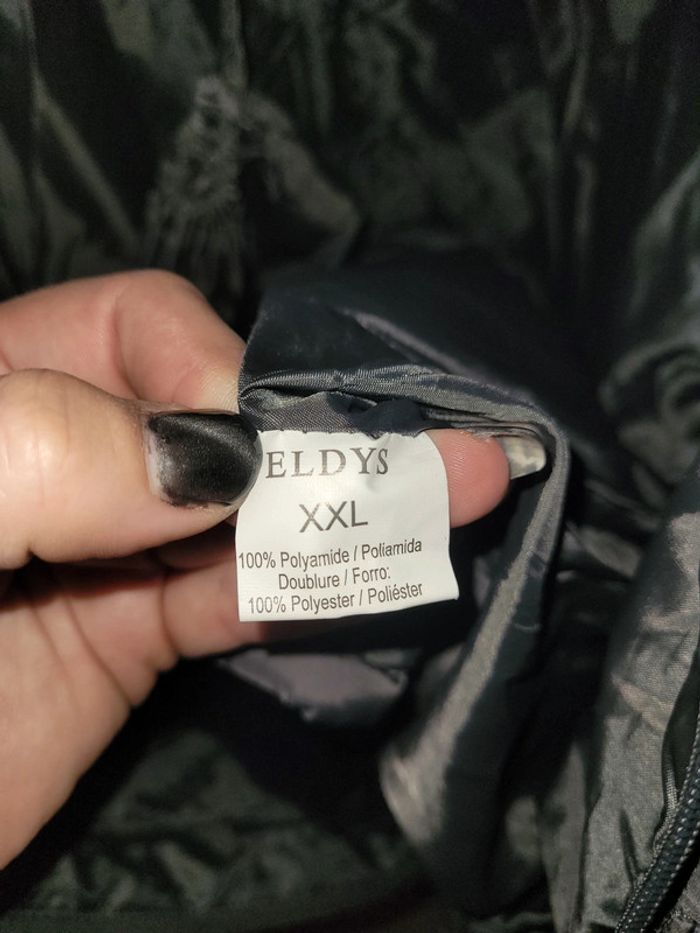 ELDYS
XXL
100% Polyamide / Poliamida
Doublure / Forro:
100% Polyester / Poliéster